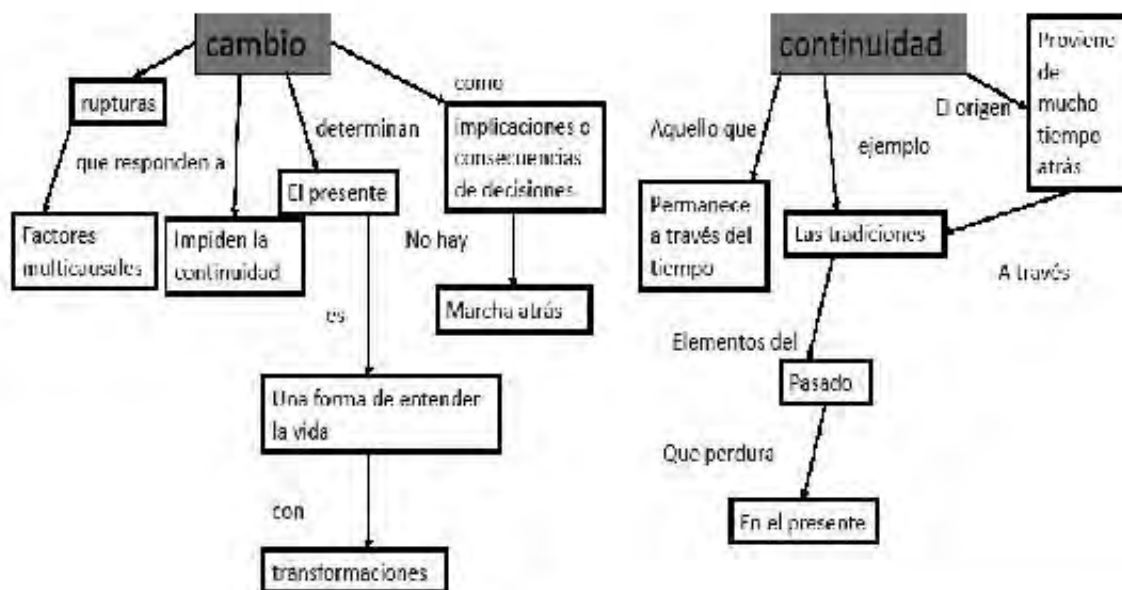 cambio
rupturas
que responden a
Factores
multicausales
Impiden la
continuidad
determinan
El presente
es
Una forma de entender
la vida
con
transformaciones
como
implicaciones o
consecuencias
de decisiones
No hay
Marcha atrás
continuidad
Aquello que
Permanece
a través del
tiempo
ejemplo
Las tradiciones
El origen
Proviene
de
mucho
tiempo
atrás
A través
Elementos del
Pasado
Que perdura
En el presente